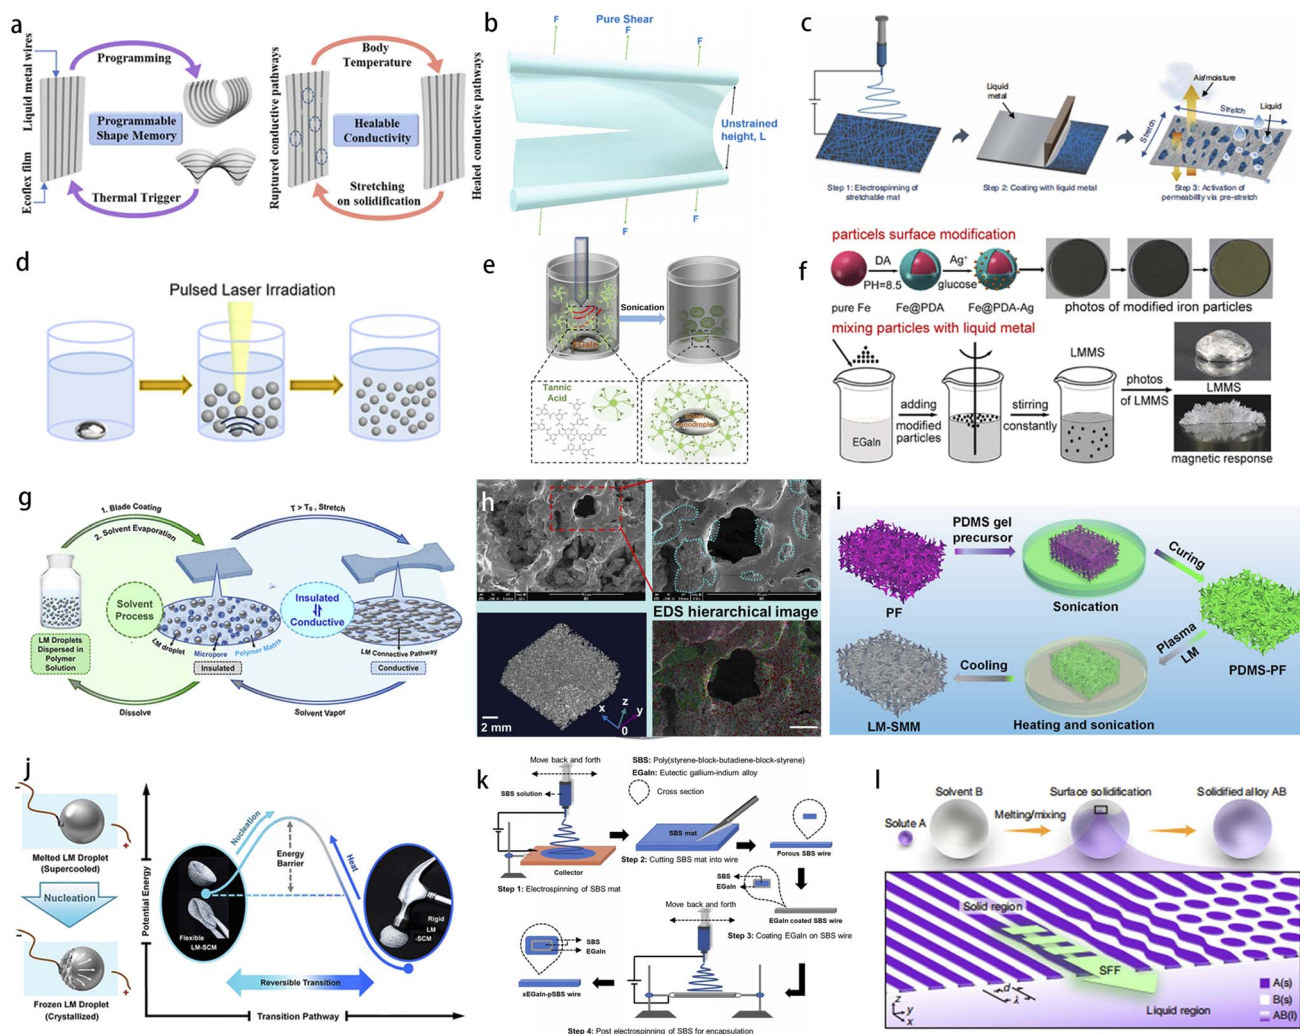 a
Liquid metal wires
Ecoflex film
Programming
Programmable
Shape Memory
Thermal Trigger
Ruptured conductive pathways
Body
Temperature
Healable
Conductivity
Stretching
on solidification
Healed conductive pathways
b
Pure Shear
F
F
F
Unstrained
height, L
F
F
F
c
Liquid
metal
Air/moisture
Stretch
Liquid
Stretch
Step 1: Electrospinning of
stretchable mat
Step 2: Coating with liquid metal
Step 3: Activation of
permeability via pre-stretch
d
Pulsed Laser Irradiation
e
EGaIn
Sonication
Tannic
Acid
f
particels surface modification
DA
PH=8.5
Ag⁺
glucose
pure Fe
Fe@PDA
Fe@PDA-Ag
photos of modified iron particles
mixing particles with liquid metal
EGaIn
adding
modified
particles
stirring
constantly
LMMS
photos
of LMMS
LMMS
magnetic response
g
1. Blade Coating
2. Solvent Evaporation
T > Tg , Stretch
Solvent
Process
Insulated
Conductive
LM Droplets
Dispersed in
Polymer
Solution
LM droplet
Micropore
Polymer Matrix
Insulated
LM Connective Pathway
Conductive
Dissolve
Solvent Vapor
h
EDS hierarchical image
2 mm
x
z
y
0
i
PF
PDMS gel
precursor
Sonication
Curing
PDMS-PF
Plasma
LM
Heating and sonication
Cooling
LM-SMM
j
Melted LM Droplet
(Supercooled)
Nucleation
Frozen LM Droplet
(Crystallized)
Potential Energy
Nucleation
Energy
Barrier
Heat
Flexible
LM-SCM
Rigid
LM
-SCM
Reversible Transition
Transition Pathway
k
Move back and forth
SBS: Poly(styrene-block-butadiene-block-styrene)
EGaIn: Eutectic gallium-indium alloy
Cross section
SBS solution
Collector
Step 1: Electrospinning of SBS mat
SBS mat
Step 2: Cutting SBS mat into wire
Porous SBS wire
SBS
EGaIn
EGaIn coated SBS wire
Step 3: Coating EGaIn on SBS wire
Move back and forth
SBS
EGaIn
xEGaIn-pSBS wire
Step 4: Post electrospinning of SBS for encapsulation
l
Solute A
Solvent B
Melting/mixing
Surface solidification
Solidified alloy AB
Solid region
SFF
d
λ
Liquid region
z
y
x
A(s)
B(s)
AB(l)